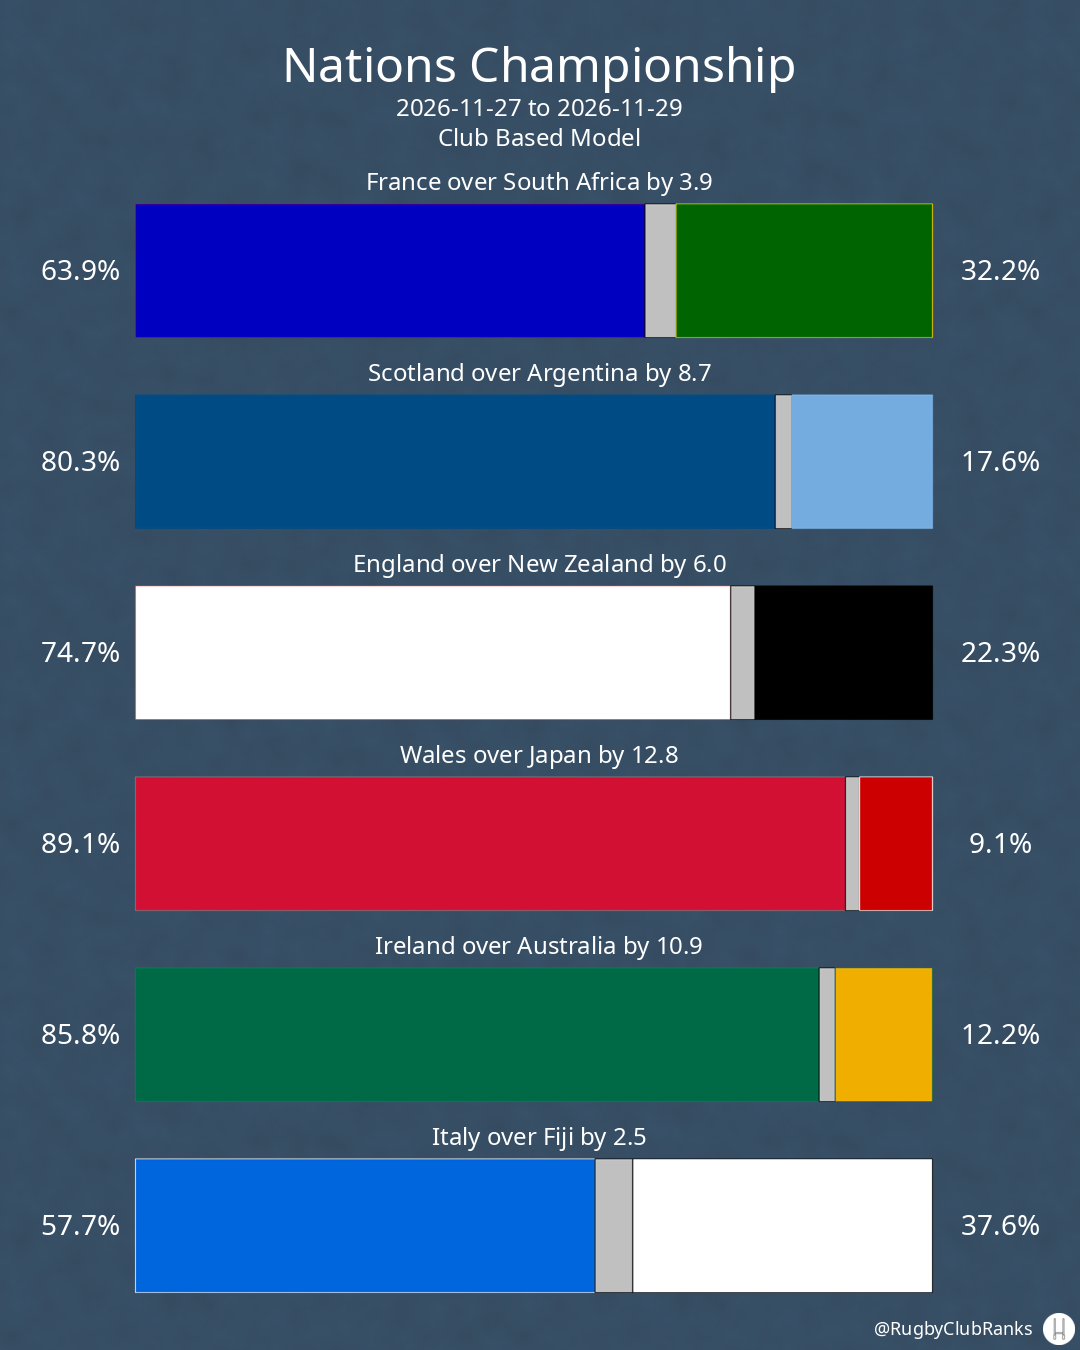 Nations Championship
2026-11-27 to 2026-11-29
Club Based Model
France over South Africa by 3.9
63.9%
32.2%
Scotland over Argentina by 8.7
80.3%
17.6%
England over New Zealand by 6.0
74.7%
22.3%
Wales over Japan by 12.8
89.1%
9.1%
Ireland over Australia by 10.9
85.8%
12.2%
Italy over Fiji by 2.5
57.7%
37.6%
@RugbyClubRanks